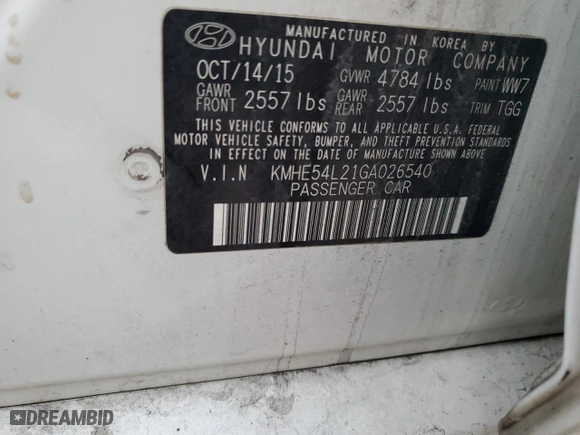 MANUFACTURED IN KOREA BY
HYUNDAI MOTOR COMPANY
OCT/14/15 GVWR 4784 lbs PAINT WW7
GAWR FRONT 2557 lbs GAWR REAR 2557 lbs TRIM TGG
THIS VEHICLE CONFORMS TO ALL APPLICABLE U.S.A. FEDERAL
MOTOR VEHICLE SAFETY, BUMPER, AND THEFT PREVENTION STANDARDS
IN EFFECT ON THE DATE OF MANUFACTURE SHOWN ABOVE.
V.I.N KMHE54L21GA026540
PASSENGER CAR
DREAMBID